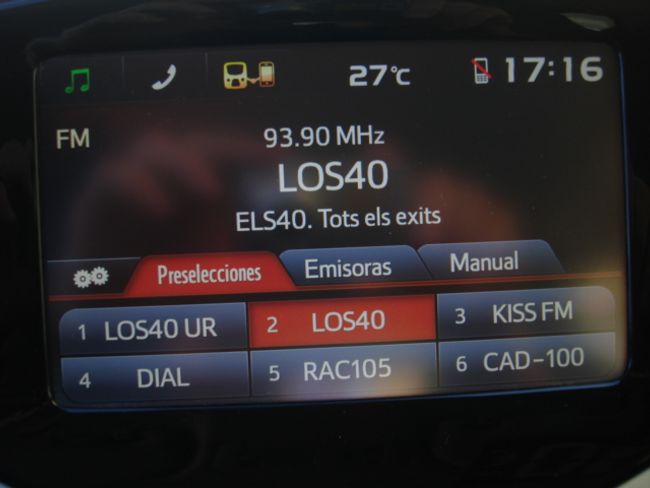 27°C 17:16
FM 93.90 MHz
LOS40
ELS40. Tots els exits
Preselecciones Emisoras Manual
1 LOS40 UR 2 LOS40 3 KISS FM
4 DIAL 5 RAC105 6 CAD-100